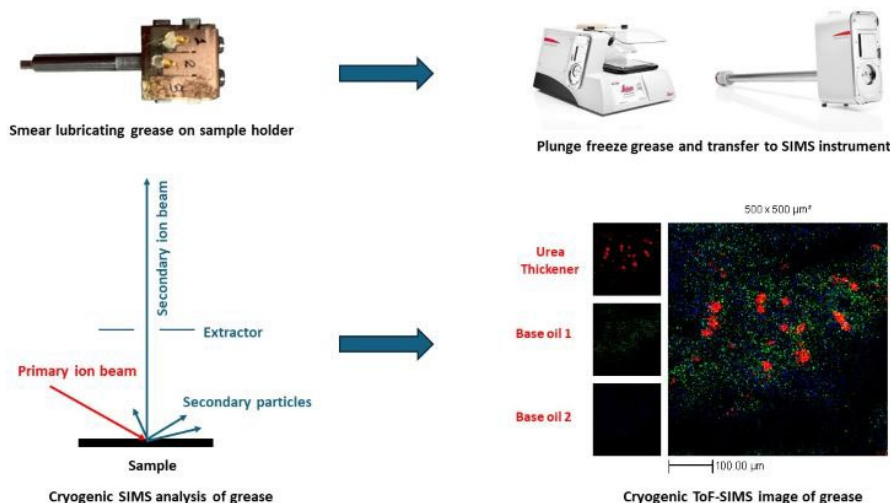 Smear lubricating grease on sample holder
Plunge freeze grease and transfer to SIMS instrument
Secondary ion beam
Extractor
Primary ion beam
Secondary particles
Sample
Cryogenic SIMS analysis of grease
500 x 500 µm²
Urea
Thickener
Base oil 1
Base oil 2
100.00 µm
Cryogenic ToF-SIMS image of grease